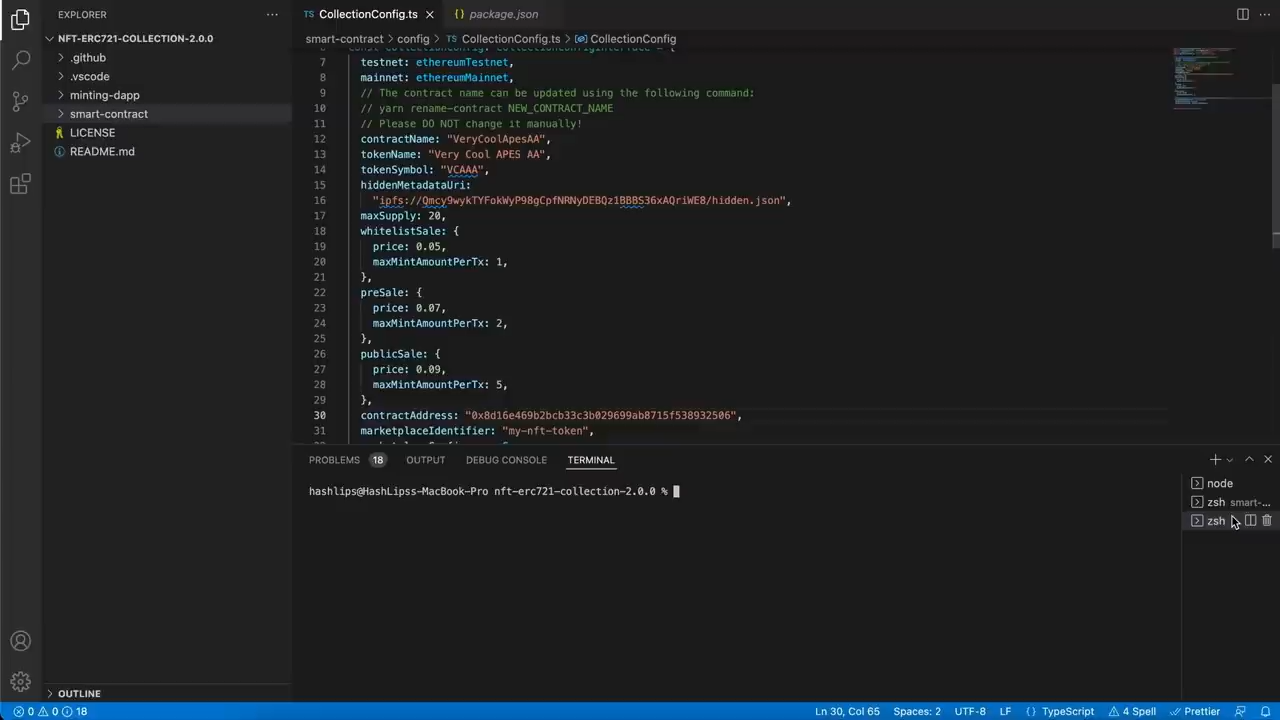 EXPLORER
CollectionConfig.ts
package.json
NFT-ERC721-COLLECTION-2.0.0
smart-contract > config > TS CollectionConfig.ts > CollectionConfig
.github
.vscode
minting-dapp
smart-contract
LICENSE
README.md
7 testnet: ethereumTestnet,
8 mainnet: ethereumMainnet,
9 // The contract name can be updated using the following command:
10 // yarn rename-contract NEW_CONTRACT_NAME
11 // Please DO NOT change it manually!
12 contractName: "VeryCoolApesAA",
13 tokenName: "Very Cool APES AA",
14 tokenSymbol: "VCAAA",
15 hiddenMetadataUri:
16 "ipfs://Qmcy9wykTYFokWyP98gCpfNRNyDEBQz1BBBS36xAQriWE8/hidden.json",
17 maxSupply: 20,
18 whitelistSale: {
19 price: 0.05,
20 maxMintAmountPerTx: 1,
21 },
22 preSale: {
23 price: 0.07,
24 maxMintAmountPerTx: 2,
25 },
26 publicSale: {
27 price: 0.09,
28 maxMintAmountPerTx: 5,
29 },
30 contractAddress: "0x8d16e469b2bcb33c3b029699ab8715f538932506",
31 marketplaceIdentifier: "my-nft-token",
PROBLEMS 18 OUTPUT DEBUG CONSOLE TERMINAL
hashlips@HashLipss-MacBook-Pro nft-erc721-collection-2.0.0 %
node
zsh smart-...
zsh
OUTLINE
0 0 18 Ln 30, Col 65 Spaces: 2 UTF-8 LF {} TypeScript 4 Spell Prettier